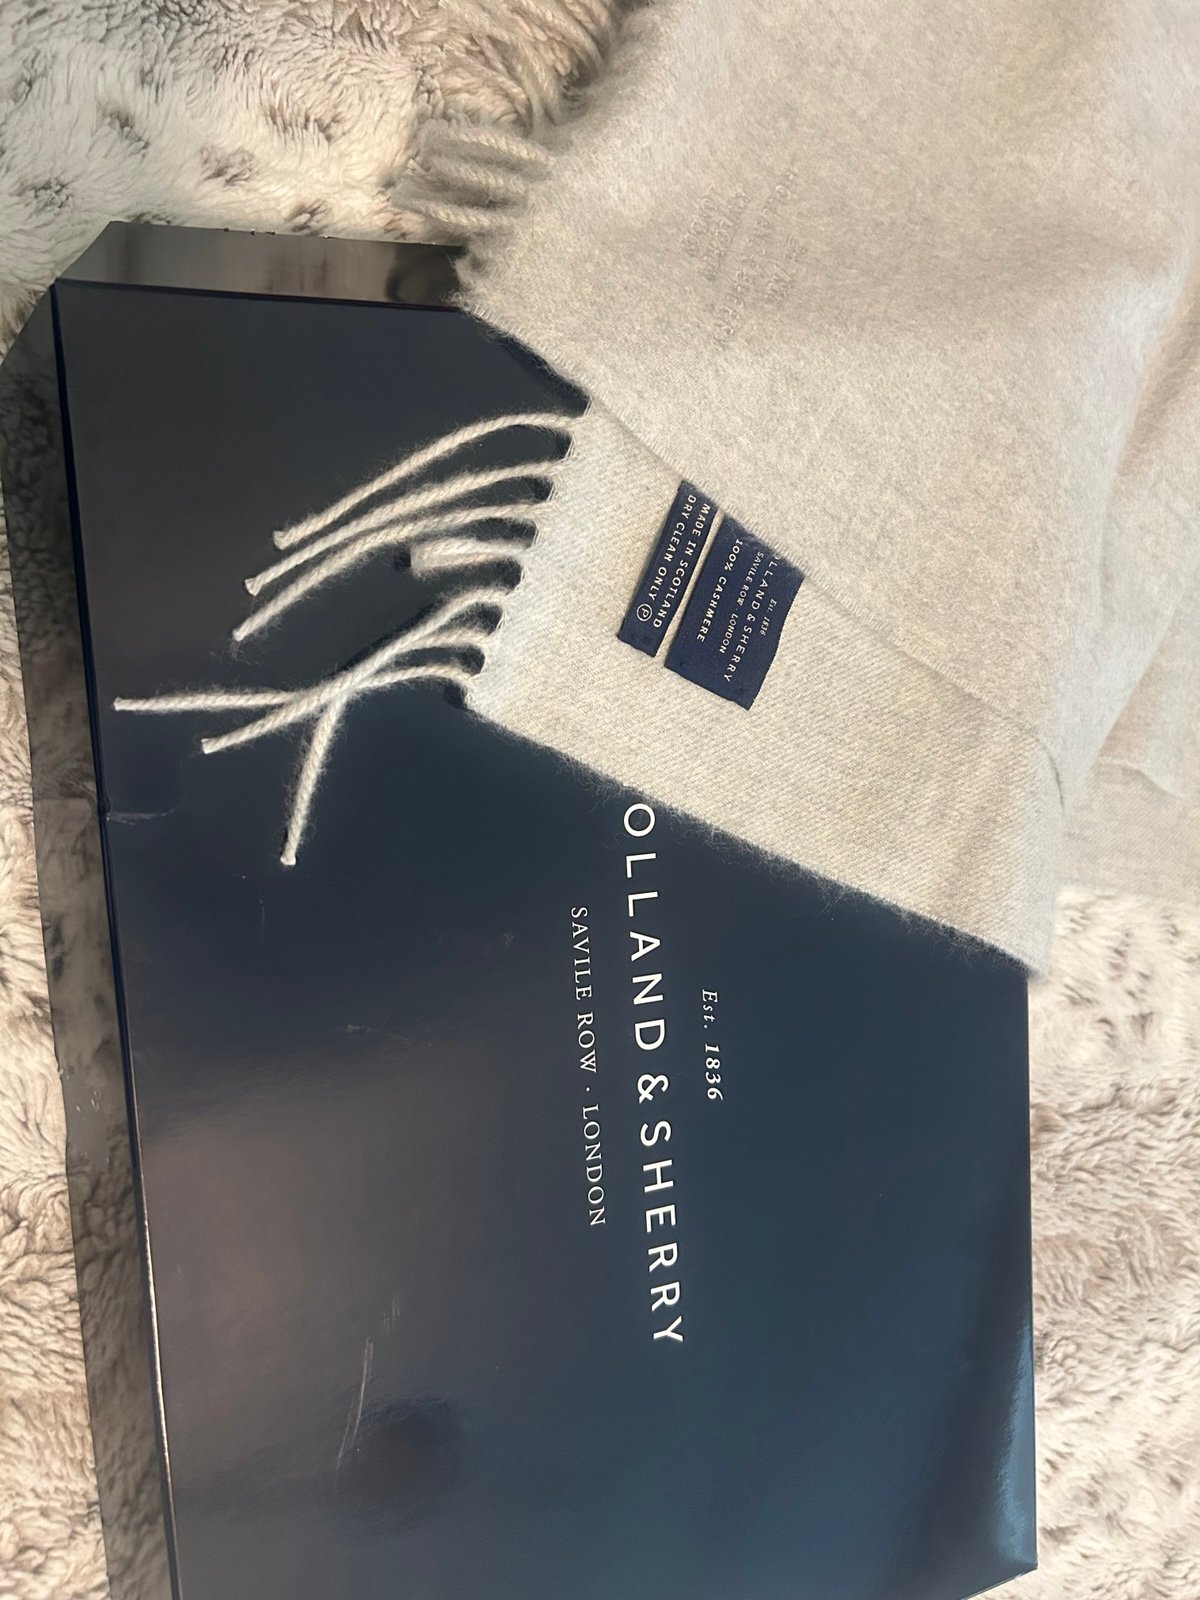 Est. 1836
OLLAND & SHERRY
SAVILE ROW · LONDON
Est. 1836
LLAND & SHERRY
SAVILE ROW · LONDON
100% CASHMERE
MADE IN SCOTLAND
DRY CLEAN ONLY Ⓟ